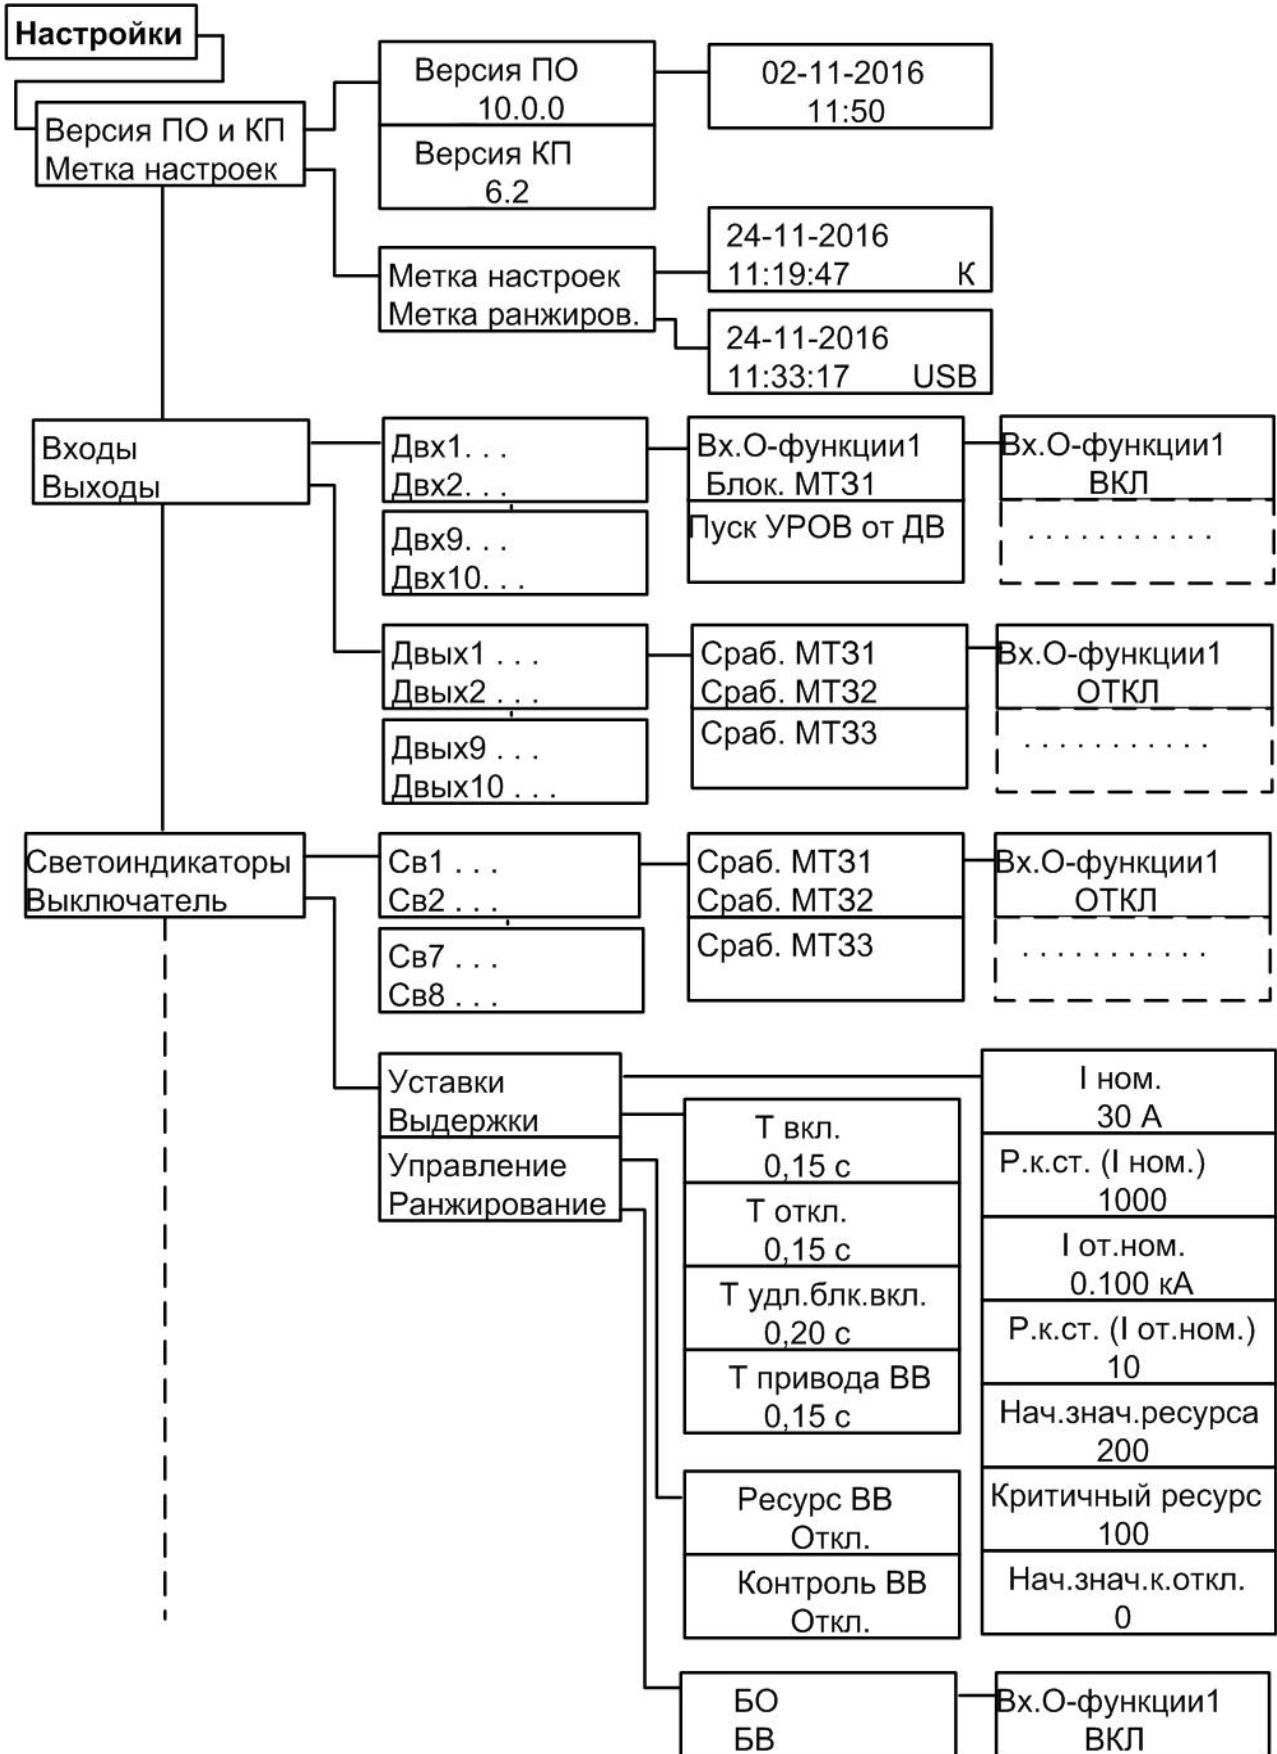 Настройки
Версия ПО и КП
Метка настроек
Версия ПО
10.0.0
Версия КП
6.2
02-11-2016
11:50
Метка настроек
Метка ранжиров.
24-11-2016
11:19:47 К
24-11-2016
11:33:17 USB
Входы
Выходы
Двх1. . .
Двх2. . .
Двх9. . .
Двх10. . .
Вх.О-функции1
Блок. МТЗ1
Пуск УРОВ от ДВ
Вх.О-функции1
ВКЛ
. . . . . . . . . . .
Двых1 . . .
Двых2 . . .
Двых9 . . .
Двых10 . . .
Сраб. МТЗ1
Сраб. МТЗ2
Сраб. МТЗ3
Вх.О-функции1
ОТКЛ
. . . . . . . . . . .
Светоиндикаторы
Выключатель
Св1 . . .
Св2 . . .
Св7 . . .
Св8 . . .
Сраб. МТЗ1
Сраб. МТЗ2
Сраб. МТЗ3
Вх.О-функции1
ОТКЛ
. . . . . . . . . . .
Уставки
Выдержки
Управление
Ранжирование
Т вкл.
0,15 с
Т откл.
0,15 с
Т удл.блк.вкл.
0,20 с
Т привода ВВ
0,15 с
I ном.
30 А
Р.к.ст. (I ном.)
1000
I от.ном.
0.100 кА
Р.к.ст. (I от.ном.)
10
Нач.знач.ресурса
200
Критичный ресурс
100
Нач.знач.к.откл.
0
Ресурс ВВ
Откл.
Контроль ВВ
Откл.
БО
БВ
Вх.О-функции1
ВКЛ